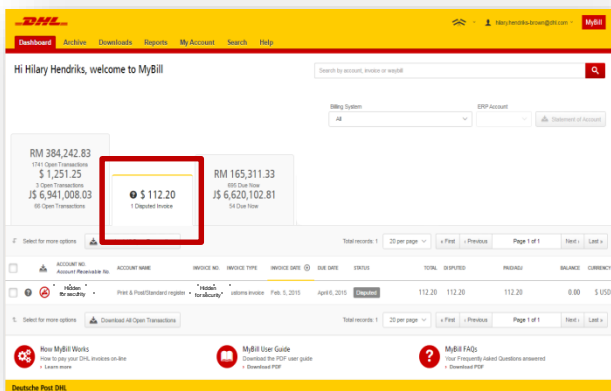 DHL
hilary.hendriks-brown@dhl.com
MyBill
Dashboard Archive Downloads Reports My Account Search Help
Hi Hilary Hendriks, welcome to MyBill
Search by account, invoice or waybill
Billing System
ERP Account
All
Statement of Account
RM 384,242.83
1741 Open Transactions
$ 1,251.25
3 Open Transactions
J$ 6,941,008.03
65 Open Transactions
$ 112.20
1 Disputed Invoice
RM 165,311.33
695 Due Now
J$ 6,620,102.81
54 Due Now
Select for more options
Total records: 1 20 per page « First ‹ Previous Page 1 of 1 Next › Last »
ACCOUNT NO. Account Receivable No. ACCOUNT NAME INVOICE NO. INVOICE TYPE INVOICE DATE DUE DATE STATUS TOTAL DISPUTED PAID/ADJ BALANCE CURRENCY
Hidden for security Print & Post/Standard register Hidden for security ustoms invoice Feb. 5, 2015 April 6, 2015 Disputed 112.20 112.20 112.20 0.00 $ USD
Select for more options Download All Open Transactions Total records: 1 20 per page « First ‹ Previous Page 1 of 1 Next › Last »
How MyBill Works
How to pay your DHL invoices on-line
› Learn more
MyBill User Guide
Download the PDF user guide
› Download PDF
MyBill FAQs
Your Frequently Asked Questions answered
› Download PDF
Deutsche Post DHL